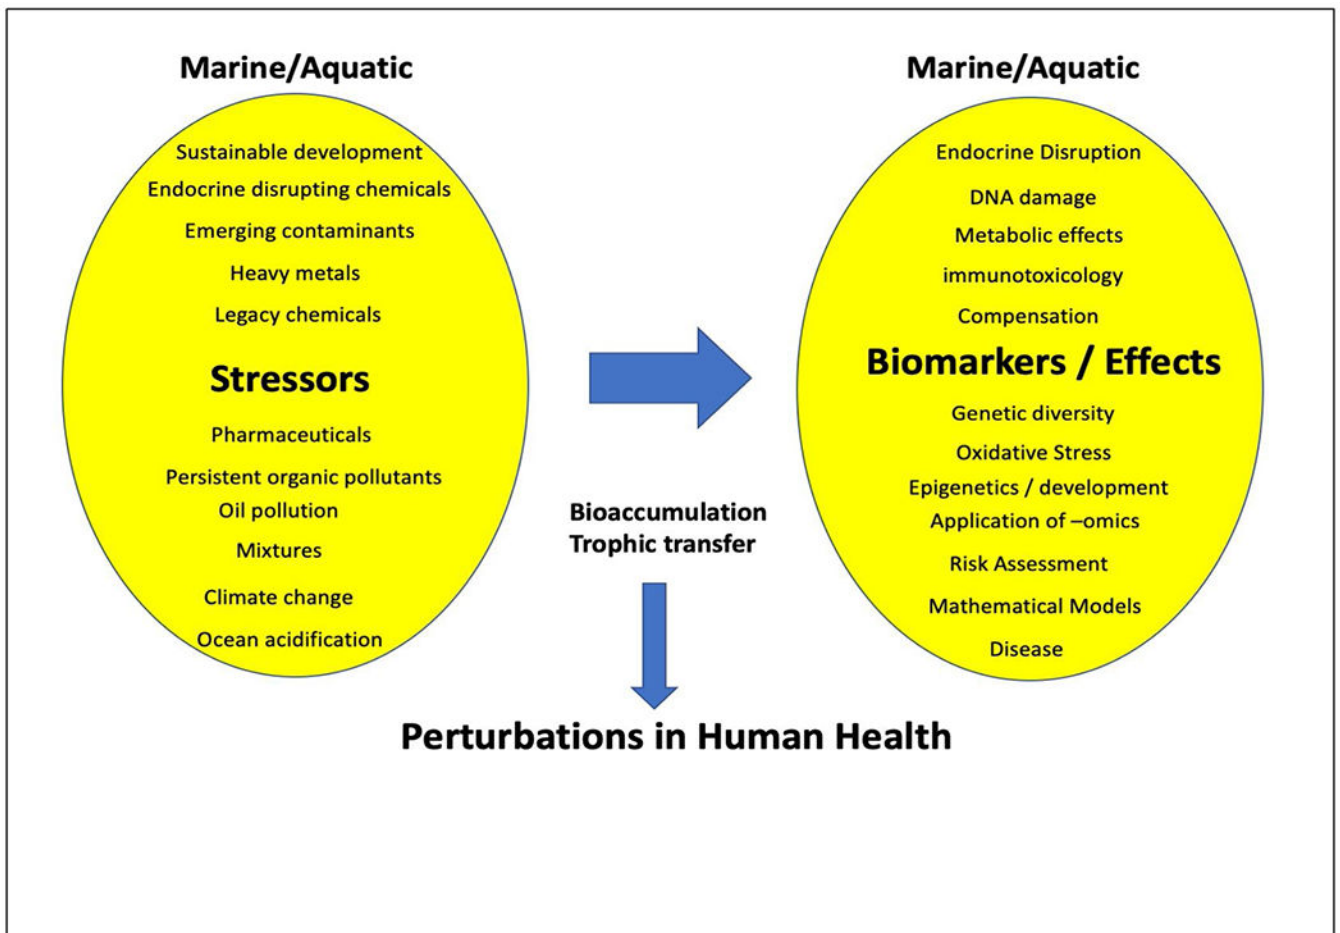 Marine/Aquatic
Sustainable development
Endocrine disrupting chemicals
Emerging contaminants
Heavy metals
Legacy chemicals
Stressors
Pharmaceuticals
Persistent organic pollutants
Oil pollution
Mixtures
Climate change
Ocean acidification
Bioaccumulation
Trophic transfer
Marine/Aquatic
Endocrine Disruption
DNA damage
Metabolic effects
immunotoxicology
Compensation
Biomarkers / Effects
Genetic diversity
Oxidative Stress
Epigenetics / development
Application of –omics
Risk Assessment
Mathematical Models
Disease
Perturbations in Human Health